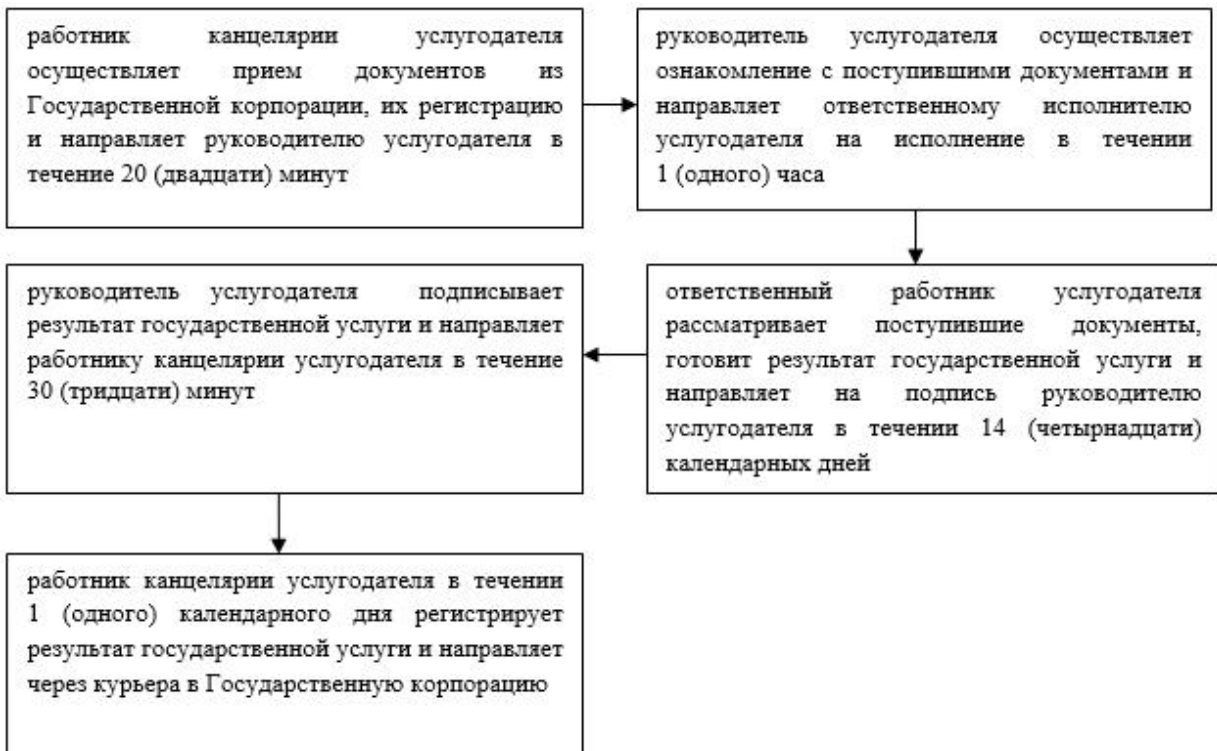 работник канцелярии услугодателя
осуществляет прием документов из
Государственной корпорации, их регистрацию
и направляет руководителю услугодателя в
течение 20 (двадцати) минут
руководитель услугодателя осуществляет
ознакомление с поступившими документами и
направляет ответственному исполнителю
услугодателя на исполнение в течении
1 (одного) часа
ответственный работник услугодателя
рассматривает поступившие документы,
готовит результат государственной услуги и
направляет на подпись руководителю
услугодателя в течении 14 (четырнадцати)
календарных дней
руководитель услугодателя подписывает
результат государственной услуги и направляет
работнику канцелярии услугодателя в течение
30 (тридцати) минут
работник канцелярии услугодателя в течении
1 (одного) календарного дня регистрирует
результат государственной услуги и направляет
через курьера в Государственную корпорацию